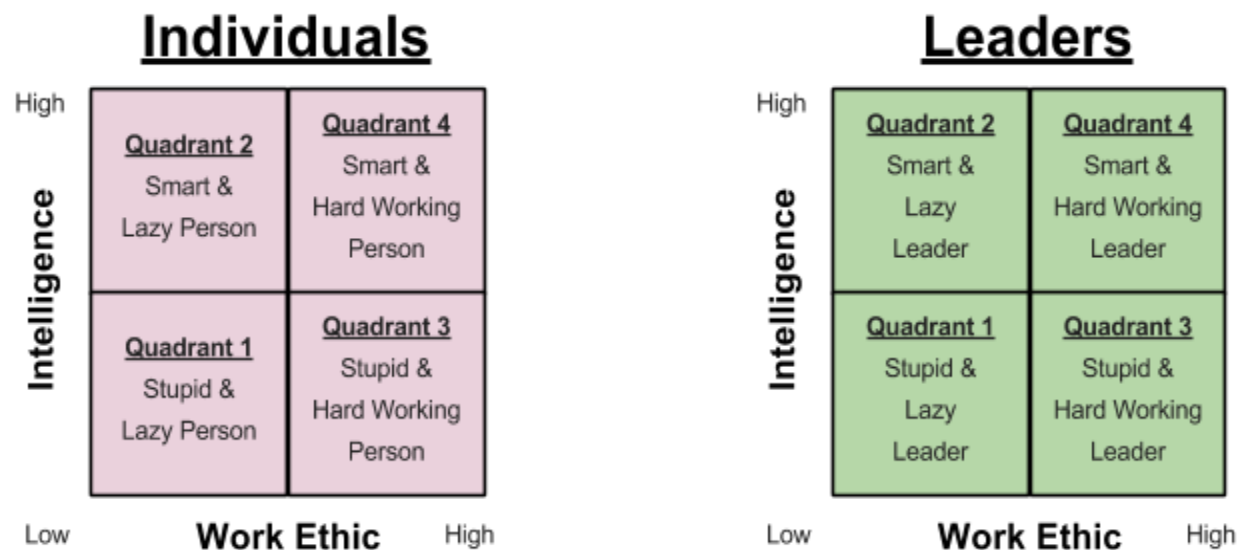 Individuals
High
Intelligence
Quadrant 2
Smart &
Lazy Person
Quadrant 4
Smart &
Hard Working
Person
Quadrant 1
Stupid &
Lazy Person
Quadrant 3
Stupid &
Hard Working
Person
Low
Work Ethic
High
Leaders
High
Intelligence
Quadrant 2
Smart &
Lazy
Leader
Quadrant 4
Smart &
Hard Working
Leader
Quadrant 1
Stupid &
Lazy
Leader
Quadrant 3
Stupid &
Hard Working
Leader
Low
Work Ethic
High